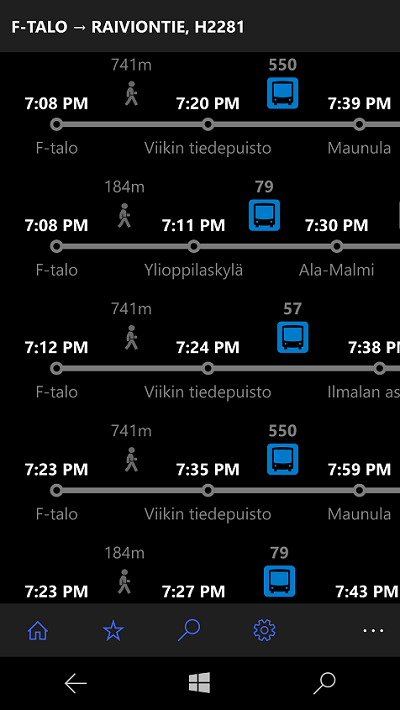 F-TALO → RAIVIONTIE, H2281
741m 550
7:08 PM 7:20 PM 7:39 PM
F-talo Viikin tiedepuisto Maunula
184m 79
7:08 PM 7:11 PM 7:30 PM
F-talo Ylioppilaskylä Ala-Malmi
741m 57
7:12 PM 7:24 PM 7:38 P
F-talo Viikin tiedepuisto Ilmalan as
741m 550
7:23 PM 7:35 PM 7:59 PM
F-talo Viikin tiedepuisto Maunula
184m 79
7:23 PM 7:27 PM 7:43 PM